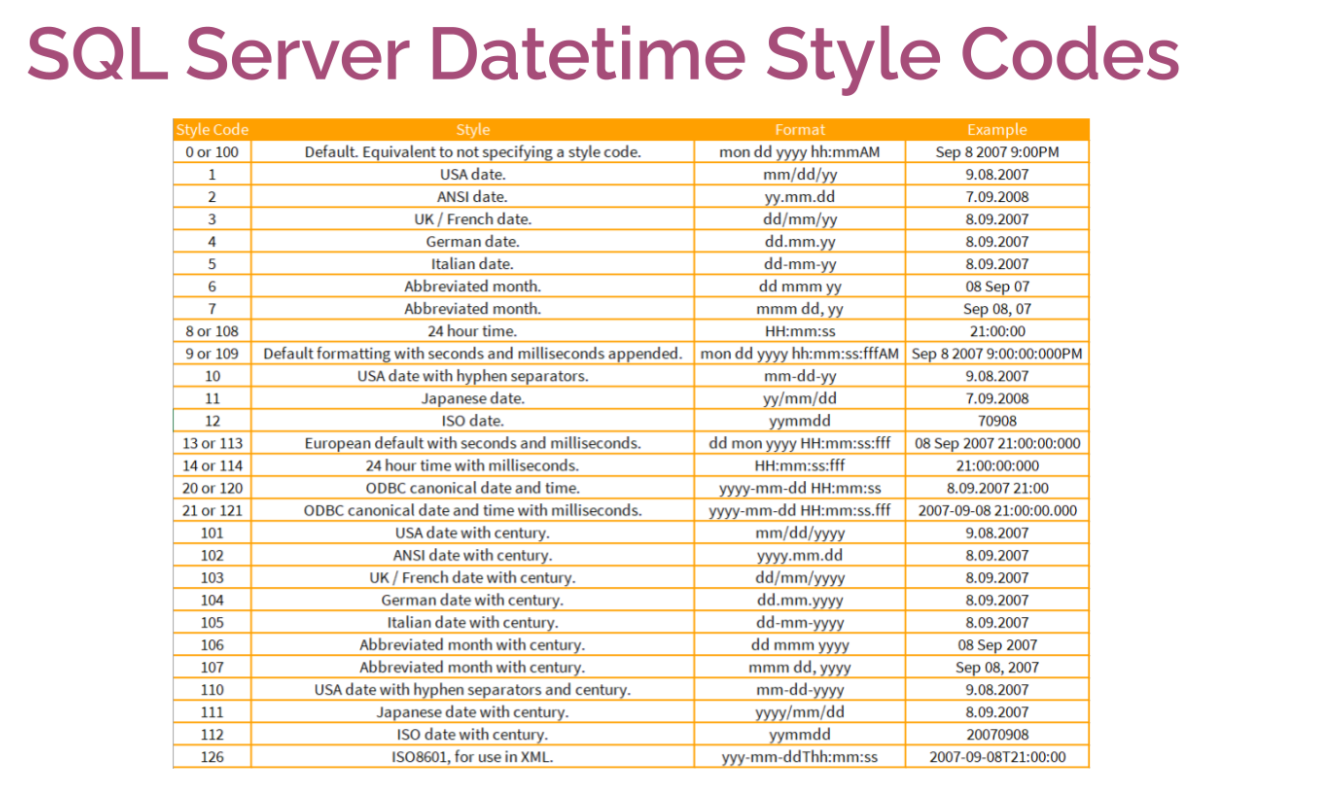 SQL Server Datetime Style Codes
Style Code Style Format Example
0 or 100 Default. Equivalent to not specifying a style code. mon dd yyyy hh:mmAM Sep 8 2007 9:00PM
1 USA date. mm/dd/yy 9.08.2007
2 ANSI date. yy.mm.dd 7.09.2008
3 UK / French date. dd/mm/yy 8.09.2007
4 German date. dd.mm.yy 8.09.2007
5 Italian date. dd-mm-yy 8.09.2007
6 Abbreviated month. dd mmm yy 08 Sep 07
7 Abbreviated month. mmm dd, yy Sep 08, 07
8 or 108 24 hour time. HH:mm:ss 21:00:00
9 or 109 Default formatting with seconds and milliseconds appended. mon dd yyyy hh:mm:ss:fffAM Sep 8 2007 9:00:00:000PM
10 USA date with hyphen separators. mm-dd-yy 9.08.2007
11 Japanese date. yy/mm/dd 7.09.2008
12 ISO date. yymmdd 70908
13 or 113 European default with seconds and milliseconds. dd mon yyyy HH:mm:ss:fff 08 Sep 2007 21:00:00:000
14 or 114 24 hour time with milliseconds. HH:mm:ss:fff 21:00:00:000
20 or 120 ODBC canonical date and time. yyyy-mm-dd HH:mm:ss 8.09.2007 21:00
21 or 121 ODBC canonical date and time with milliseconds. yyyy-mm-dd HH:mm:ss.fff 2007-09-08 21:00:00.000
101 USA date with century. mm/dd/yyyy 9.08.2007
102 ANSI date with century. yyyy.mm.dd 8.09.2007
103 UK / French date with century. dd/mm/yyyy 8.09.2007
104 German date with century. dd.mm.yyyy 8.09.2007
105 Italian date with century. dd-mm-yyyy 8.09.2007
106 Abbreviated month with century. dd mmm yyyy 08 Sep 2007
107 Abbreviated month with century. mmm dd, yyyy Sep 08, 2007
110 USA date with hyphen separators and century. mm-dd-yyyy 9.08.2007
111 Japanese date with century. yyyy/mm/dd 8.09.2007
112 ISO date with century. yymmdd 20070908
126 ISO8601, for use in XML. yyy-mm-ddThh:mm:ss 2007-09-08T21:00:00